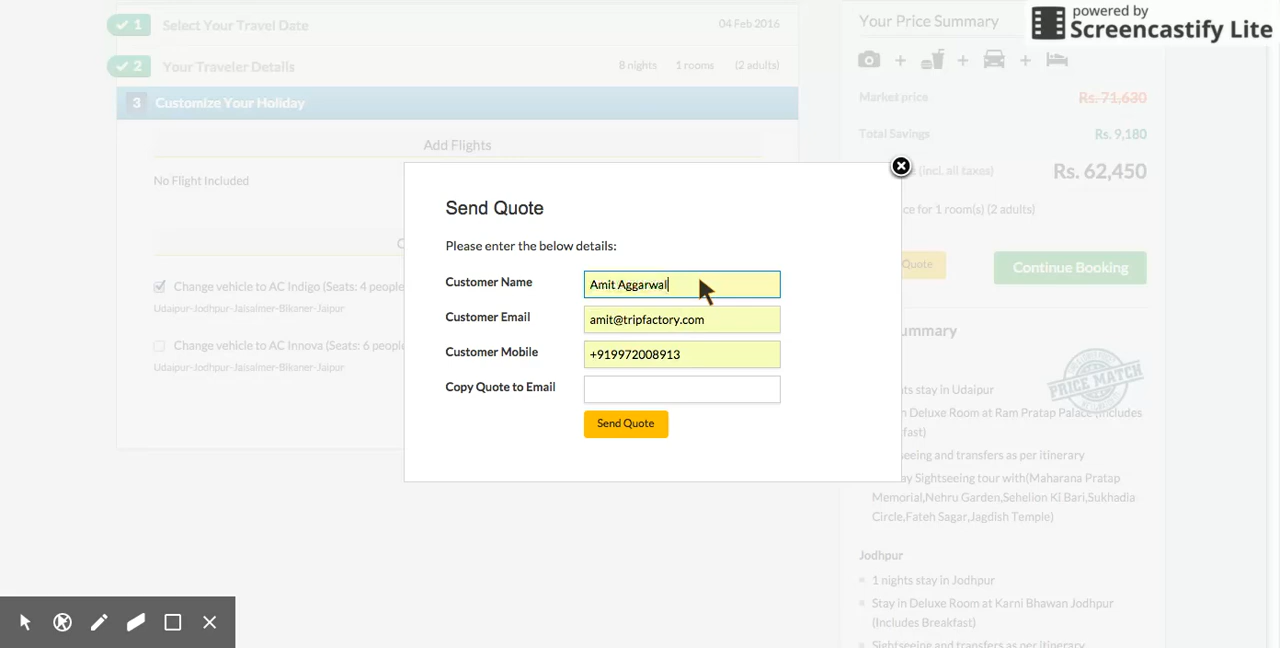 powered by
Screencastify Lite
1 Select Your Travel Date 04 Feb 2016
2 Your Traveler Details 8 nights 1 rooms (2 adults)
3 Customize Your Holiday
Add Flights
No Flight Included
Change vehicle to AC Indigo (Seats: 4 people
Udaipur-Jodhpur-Jaisalmer-Bikaner-Jaipur
Change vehicle to AC Innova (Seats: 6 people
Udaipur-Jodhpur-Jaisalmer-Bikaner-Jaipur
Send Quote
Please enter the below details:
Customer Name Amit Aggarwal
Customer Email amit@tripfactory.com
Customer Mobile +919972008913
Copy Quote to Email
Send Quote
Your Price Summary
+ + +
Market price Rs. 71,630
Total Savings Rs. 9,180
(incl. all taxes) Rs. 62,450
ce for 1 room(s) (2 adults)
Quote Continue Booking
ummary
PRICE MATCH
ts stay in Udaipur
n Deluxe Room at Ram Pratap Palace (Includes
fast)
seeing and transfers as per itinerary
ay Sightseeing tour with(Maharana Pratap
Memorial,Nehru Garden,Sehelion Ki Bari,Sukhadia
Circle,Fateh Sagar,Jagdish Temple)
Jodhpur
1 nights stay in Jodhpur
Stay in Deluxe Room at Karni Bhawan Jodhpur
(Includes Breakfast)
Sightseeing and transfers as per itinerary